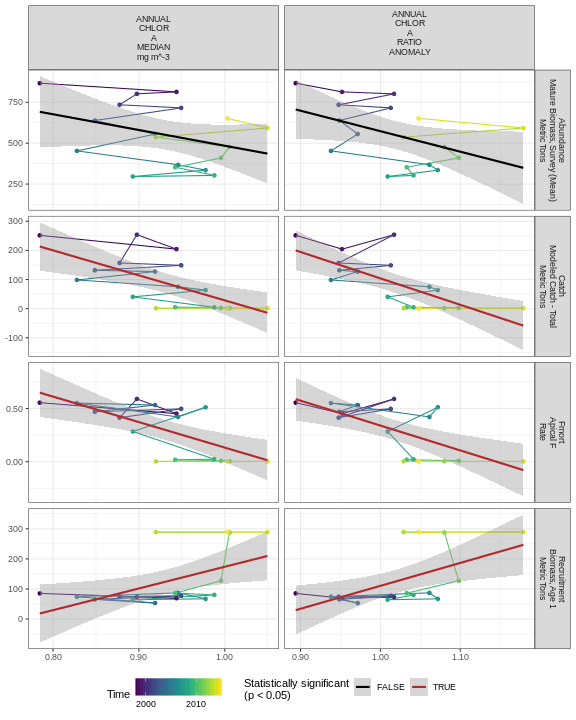 ANNUAL
CHLOR
A
MEDIAN
mg m^-3
ANNUAL
CHLOR
A
RATIO
ANOMALY
750
500
250
Abundance
Mature Biomass, Survey (Mean)
Metric Tons
300
200
100
0
-100
Catch
Modeled Catch - Total
Metric Tons
0.50
0.00
Fmort
Apical F
Rate
300
200
100
0
Recruitment
Biomass, Age 1
Metric Tons
0.80
0.90
1.00
0.90
1.00
1.10
Time
2000
2010
Statistically significant
(p < 0.05)
FALSE
TRUE